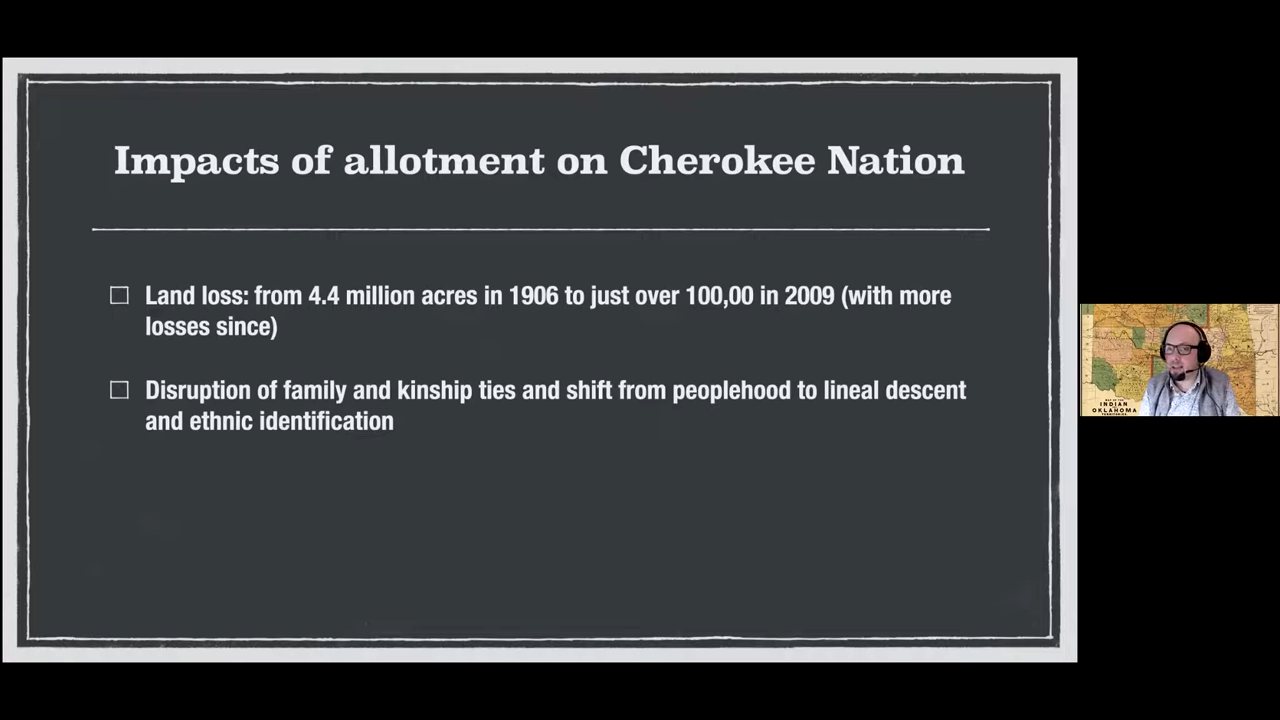 Impacts of allotment on Cherokee Nation
Land loss: from 4.4 million acres in 1906 to just over 100,00 in 2009 (with more
losses since)
Disruption of family and kinship ties and shift from peoplehood to lineal descent
and ethnic identification
INDIAN
OKLAHOMA